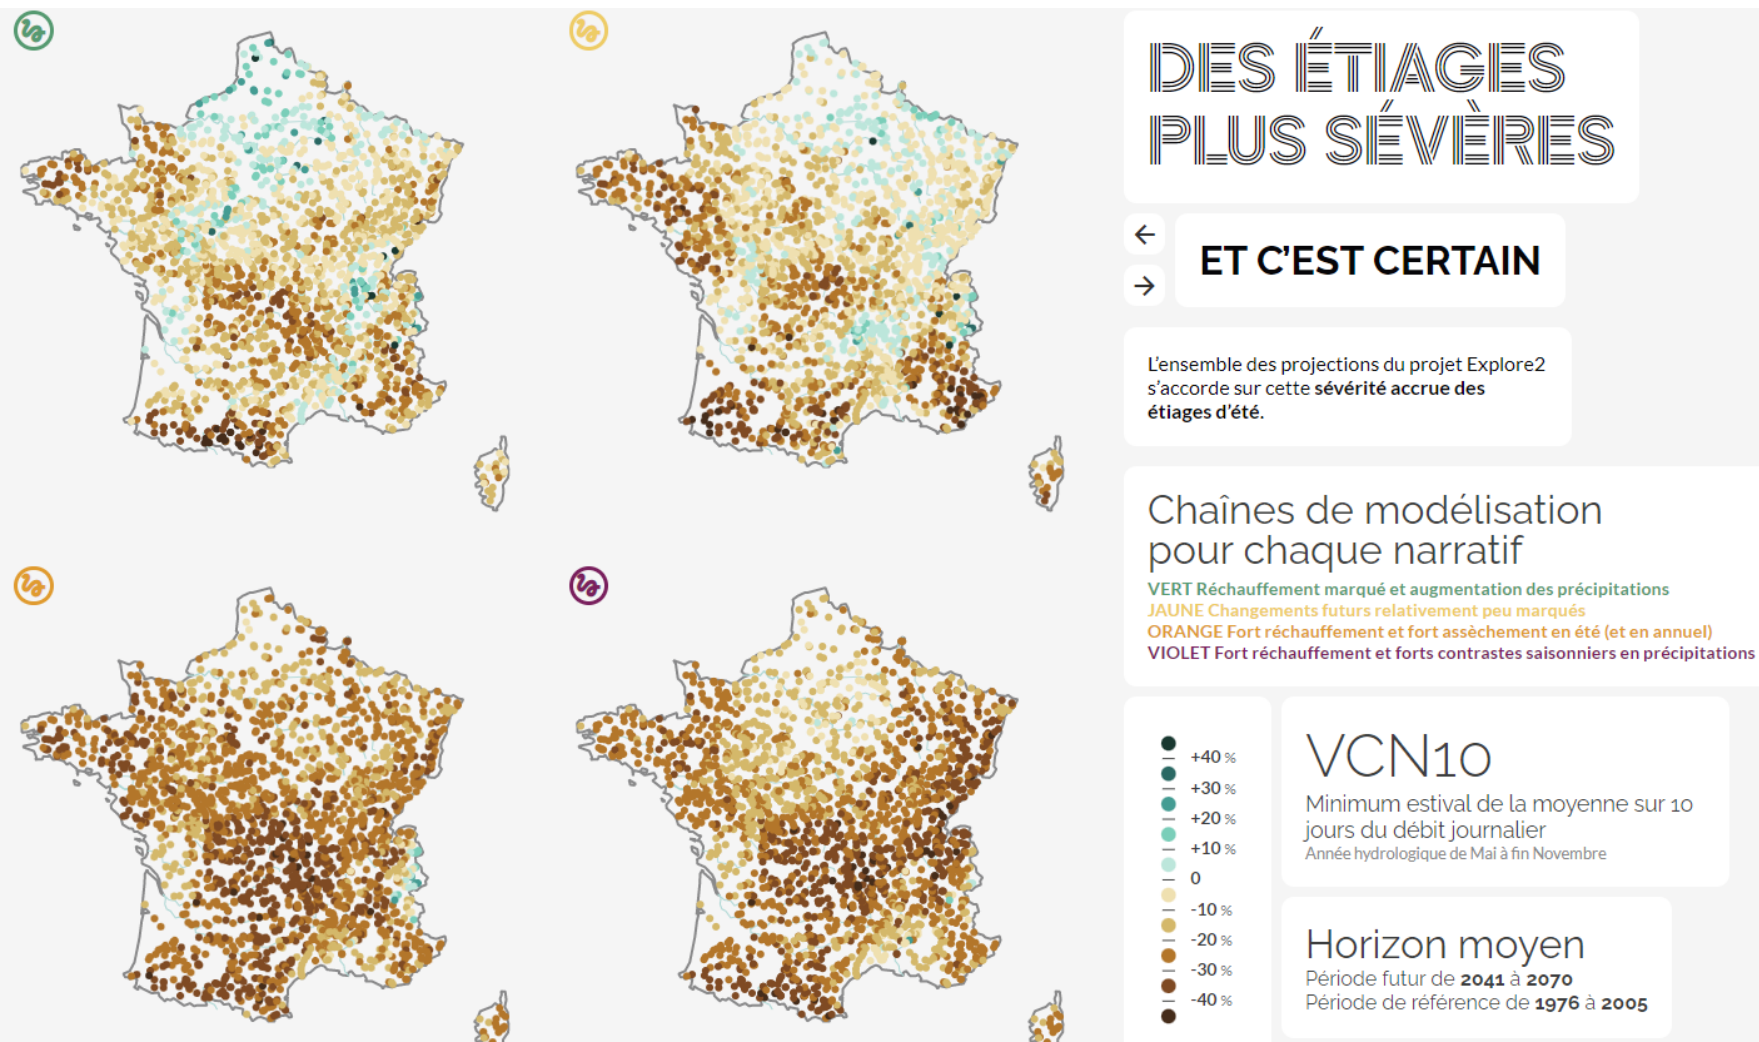 DES ÉTIAGES
PLUS SÉVÈRES
ET C'EST CERTAIN
L'ensemble des projections du projet Explore2
s'accorde sur cette sévérité accrue des
étiages d'été.
Chaînes de modélisation
pour chaque narratif
VERT Réchauffement marqué et augmentation des précipitations
JAUNE Changements futurs relativement peu marqués
ORANGE Fort réchauffement et fort assèchement en été (et en annuel)
VIOLET Fort réchauffement et forts contrastes saisonniers en précipitations
+40 %
+30 %
+20 %
+10 %
0
-10 %
-20 %
-30 %
-40 %
VCN10
Minimum estival de la moyenne sur 10
jours du débit journalier
Année hydrologique de Mai à fin Novembre
Horizon moyen
Période futur de 2041 à 2070
Période de référence de 1976 à 2005